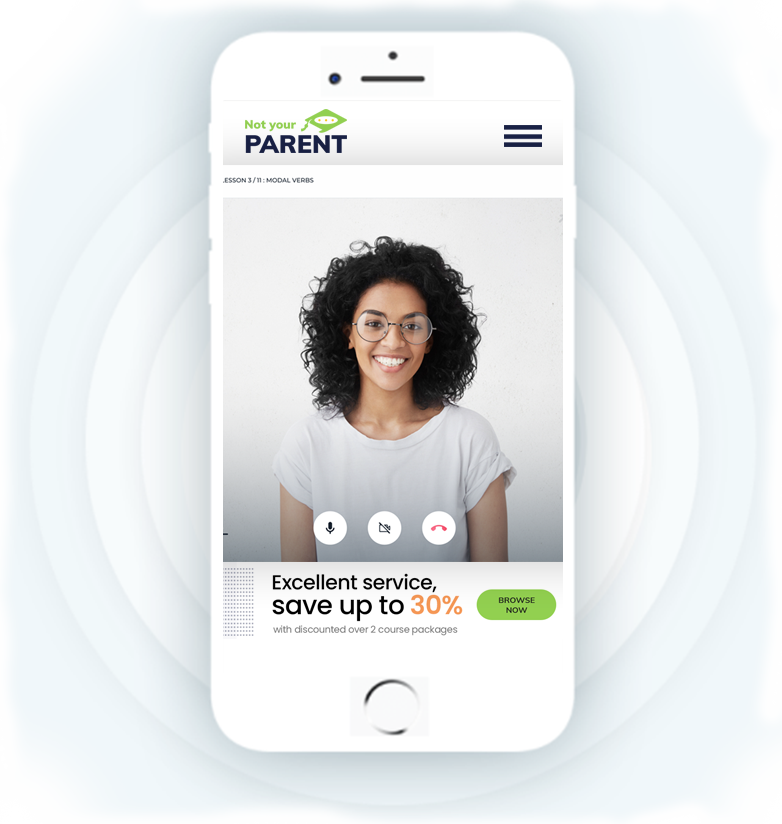 Not your
PARENT
LESSON 3 / 11 : MODAL VERBS
Excellent service,
save up to 30%
with discounted over 2 course packages
BROWSE
NOW